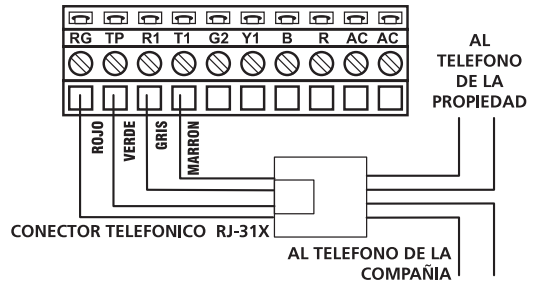 RG TP R1 T1 G2 Y1 B R AC AC
AL
TELEFONO
DE LA
PROPIEDAD
ROJO
VERDE
GRIS
MARRON
CONECTOR TELEFONICO RJ-31X
AL TELEFONO DE LA
COMPAÑIA